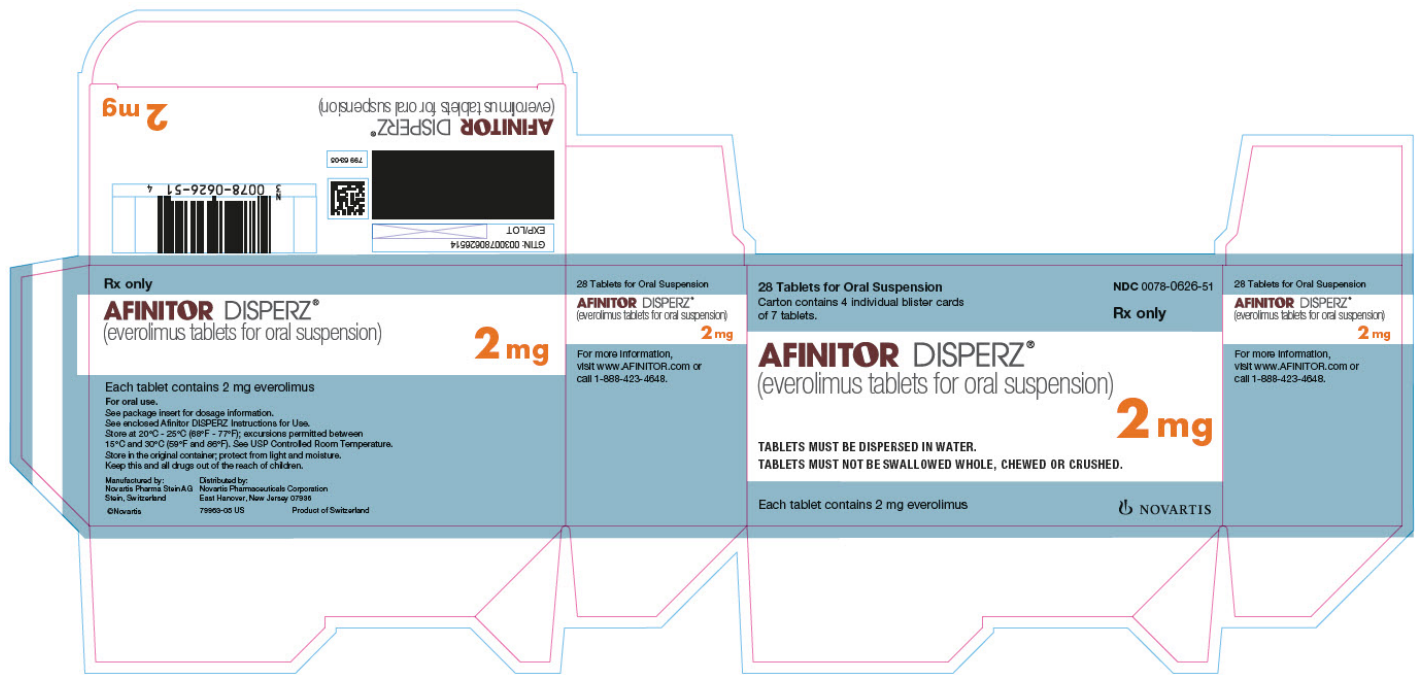 2 mg
AFINITOR DISPERZ®
(everolimus tablets for oral suspension)
799 63-05
N
3 0078-0626-51 4
GTIN: 00300780626514
EXP/LOT
Rx only
AFINITOR DISPERZ®
(everolimus tablets for oral suspension)
2 mg
Each tablet contains 2 mg everolimus
For oral use.
See package insert for dosage information.
See enclosed Afinitor DISPERZ Instructions for Use.
Store at 20°C - 25°C (68°F - 77°F); excursions permitted between
15°C and 30°C (59°F and 86°F). See USP Controlled Room Temperature.
Store in the original container; protect from light and moisture.
Keep this and all drugs out of the reach of children.
Manufactured by:
Novartis Pharma Stein AG
Stein, Switzerland
Distributed by:
Novartis Pharmaceuticals Corporation
East Hanover, New Jersey 07936
©Novartis
79963-05 US
Product of Switzerland
28 Tablets for Oral Suspension
AFINITOR DISPERZ®
(everolimus tablets for oral suspension)
2 mg
For more information,
visit www.AFINITOR.com or
call 1-888-423-4648.
28 Tablets for Oral Suspension
Carton contains 4 individual blister cards
of 7 tablets.
NDC 0078-0626-51
Rx only
AFINITOR DISPERZ®
(everolimus tablets for oral suspension)
2 mg
TABLETS MUST BE DISPERSED IN WATER.
TABLETS MUST NOT BE SWALLOWED WHOLE, CHEWED OR CRUSHED.
Each tablet contains 2 mg everolimus
NOVARTIS
28 Tablets for Oral Suspension
AFINITOR DISPERZ®
(everolimus tablets for oral suspension)
2 mg
For more information,
visit www.AFINITOR.com or
call 1-888-423-4648.